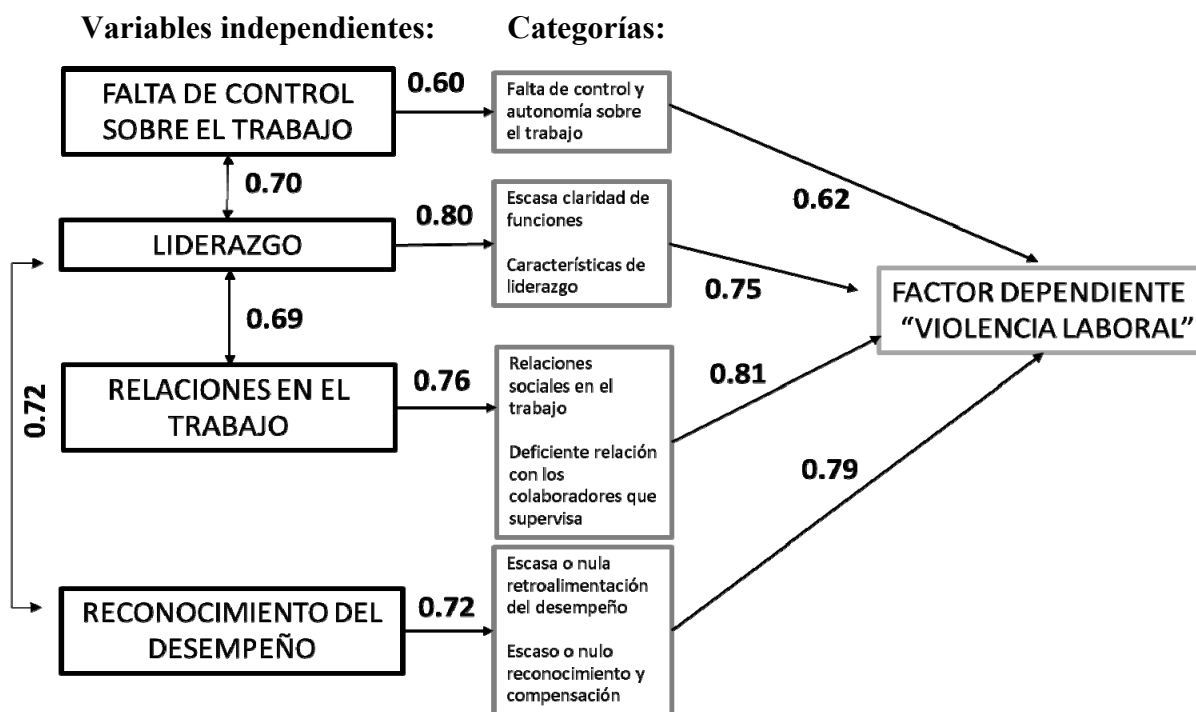 Variables independientes:
Categorías:
FALTA DE CONTROL
SOBRE EL TRABAJO
0.60
Falta de control y
autonomía sobre
el trabajo
0.70
0.62
LIDERAZGO
0.80
Escasa claridad de
funciones
Características de
liderazgo
0.75
FACTOR DEPENDIENTE
“VIOLENCIA LABORAL”
0.69
0.72
RELACIONES EN EL
TRABAJO
0.76
Relaciones
sociales en el
trabajo
Deficiente relación
con los
colaboradores que
supervisa
0.81
0.79
RECONOCIMIENTO DEL
DESEMPEÑO
0.72
Escasa o nula
retroalimentación
del desempeño
Escaso o nulo
reconocimiento y
compensación